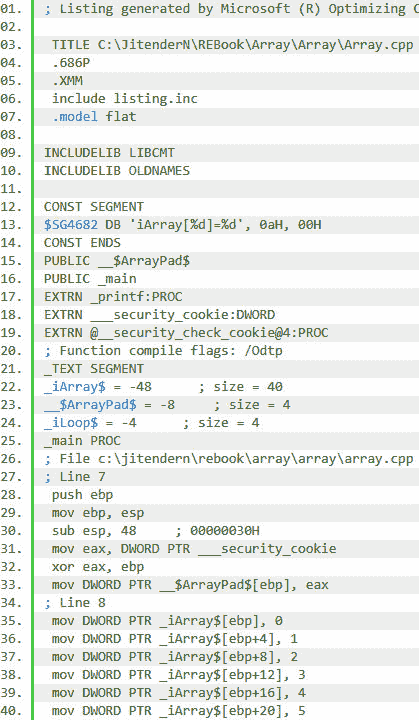 01. ; Listing generated by Microsoft (R) Optimizing C
02.
03. TITLE C:\JitenderN\REBook\Array\Array\Array.cpp
04. .686P
05. .XMM
06. include listing.inc
07. .model flat
08.
09. INCLUDELIB LIBCMT
10. INCLUDELIB OLDNAMES
11.
12. CONST SEGMENT
13. $SG4682 DB 'iArray[%d]=%d', 0aH, 00H
14. CONST ENDS
15. PUBLIC __$ArrayPad$
16. PUBLIC _main
17. EXTRN _printf:PROC
18. EXTRN ___security_cookie:DWORD
19. EXTRN @__security_check_cookie@4:PROC
20. ; Function compile flags: /Odtp
21. _TEXT SEGMENT
22. _iArray$ = -48 ; size = 40
23. __$ArrayPad$ = -8 ; size = 4
24. _iLoop$ = -4 ; size = 4
25. _main PROC
26. ; File c:\jitendern\rebook\array\array\array.cpp
27. ; Line 7
28. push ebp
29. mov ebp, esp
30. sub esp, 48 ; 00000030H
31. mov eax, DWORD PTR ___security_cookie
32. xor eax, ebp
33. mov DWORD PTR __$ArrayPad$[ebp], eax
34. ; Line 8
35. mov DWORD PTR _iArray$[ebp], 0
36. mov DWORD PTR _iArray$[ebp+4], 1
37. mov DWORD PTR _iArray$[ebp+8], 2
38. mov DWORD PTR _iArray$[ebp+12], 3
39. mov DWORD PTR _iArray$[ebp+16], 4
40. mov DWORD PTR _iArray$[ebp+20], 5